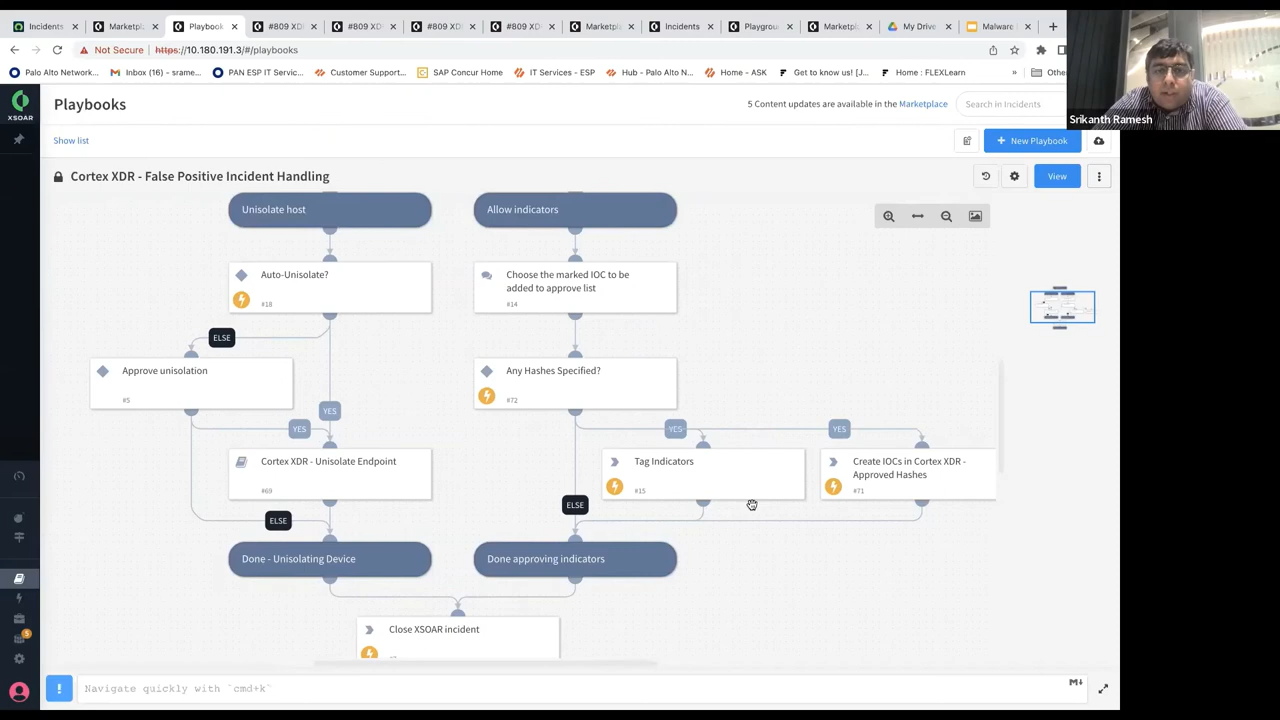 Incidents
Marketpla
Playbook
#809 XDR
#809 XDR
#809 XD
#809 XD
Marketpl
Incidents
Playgroun
Marketpl
My Drive
Malware
Not Secure
https://10.180.191.3/#/playbooks
Palo Alto Network...
Inbox (16) – srame...
PAN ESP IT Servic...
Customer Support...
SAP Concur Home
IT Services - ESP
Hub - Palo Alto N...
Home - ASK
Get to know us! [J...
Home : FLEXLearn
»
Othe
Srikanth Ramesh
XSOAR
Playbooks
5 Content updates are available in the Marketplace
Search in Incidents
Show list
+ New Playbook
Cortex XDR - False Positive Incident Handling
View
Unisolate host
Allow indicators
Auto-Unisolate?
#18
Choose the marked IOC to be
added to approve list
#14
ELSE
Approve unisolation
#5
Any Hashes Specified?
#72
YES
YES
YES
YES
Cortex XDR - Unisolate Endpoint
#69
Tag Indicators
#15
Create IOCs in Cortex XDR -
Approved Hashes
#71
ELSE
ELSE
Done - Unisolating Device
Done approving indicators
Close XSOAR incident
5
!
Navigate quickly with `cmd+k`
M↓